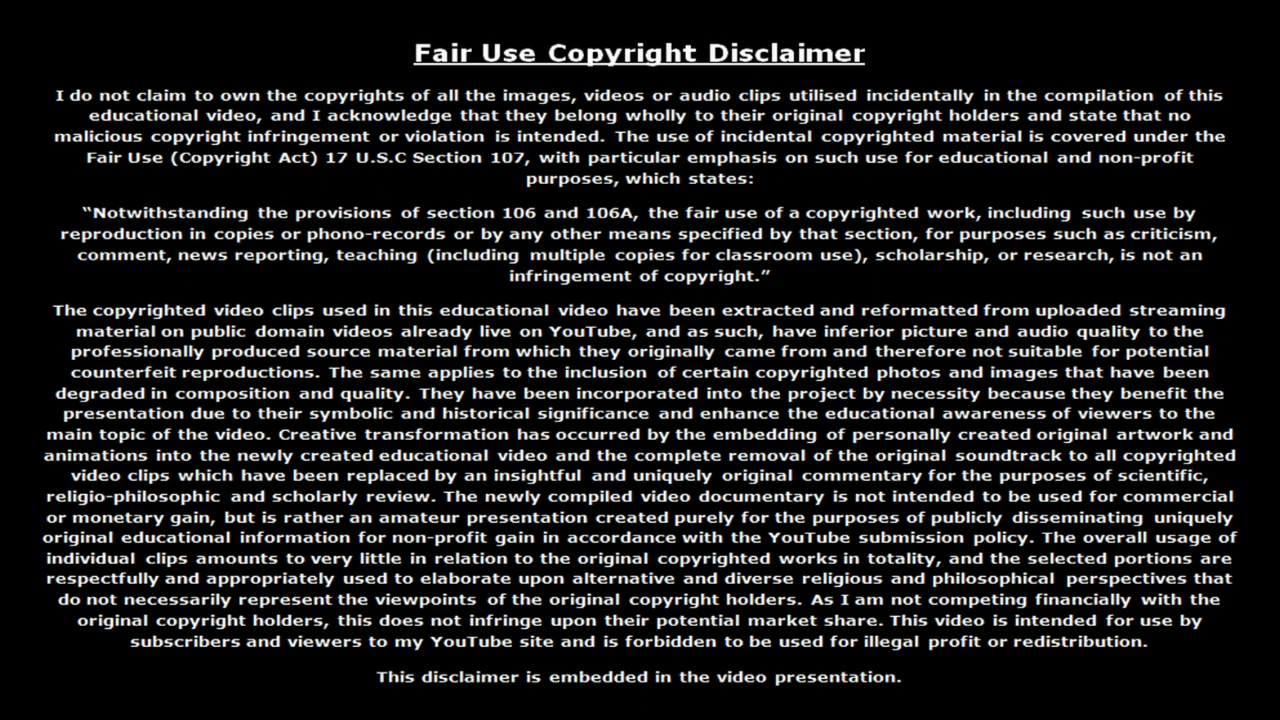 Fair Use Copyright Disclaimer
I do not claim to own the copyrights of all the images, videos or audio clips utilised incidentally in the compilation of this
educational video, and I acknowledge that they belong wholly to their original copyright holders and state that no
malicious copyright infringement or violation is intended. The use of incidental copyrighted material is covered under the
Fair Use (Copyright Act) 17 U.S.C Section 107, with particular emphasis on such use for educational and non-profit
purposes, which states:
“Notwithstanding the provisions of section 106 and 106A, the fair use of a copyrighted work, including such use by
reproduction in copies or phono-records or by any other means specified by that section, for purposes such as criticism,
comment, news reporting, teaching (including multiple copies for classroom use), scholarship, or research, is not an
infringement of copyright.”
The copyrighted video clips used in this educational video have been extracted and reformatted from uploaded streaming
material on public domain videos already live on YouTube, and as such, have inferior picture and audio quality to the
professionally produced source material from which they originally came from and therefore not suitable for potential
counterfeit reproductions. The same applies to the inclusion of certain copyrighted photos and images that have been
degraded in composition and quality. They have been incorporated into the project by necessity because they benefit the
presentation due to their symbolic and historical significance and enhance the educational awareness of viewers to the
main topic of the video. Creative transformation has occurred by the embedding of personally created original artwork and
animations into the newly created educational video and the complete removal of the original soundtrack to all copyrighted
video clips which have been replaced by an insightful and uniquely original commentary for the purposes of scientific,
religio-philosophic and scholarly review. The newly compiled video documentary is not intended to be used for commercial
or monetary gain, but is rather an amateur presentation created purely for the purposes of publicly disseminating uniquely
original educational information for non-profit gain in accordance with the YouTube submission policy. The overall usage of
individual clips amounts to very little in relation to the original copyrighted works in totality, and the selected portions are
respectfully and appropriately used to elaborate upon alternative and diverse religious and philosophical perspectives that
do not necessarily represent the viewpoints of the original copyright holders. As I am not competing financially with the
original copyright holders, this does not infringe upon their potential market share. This video is intended for use by
subscribers and viewers to my YouTube site and is forbidden to be used for illegal profit or redistribution.
This disclaimer is embedded in the video presentation.